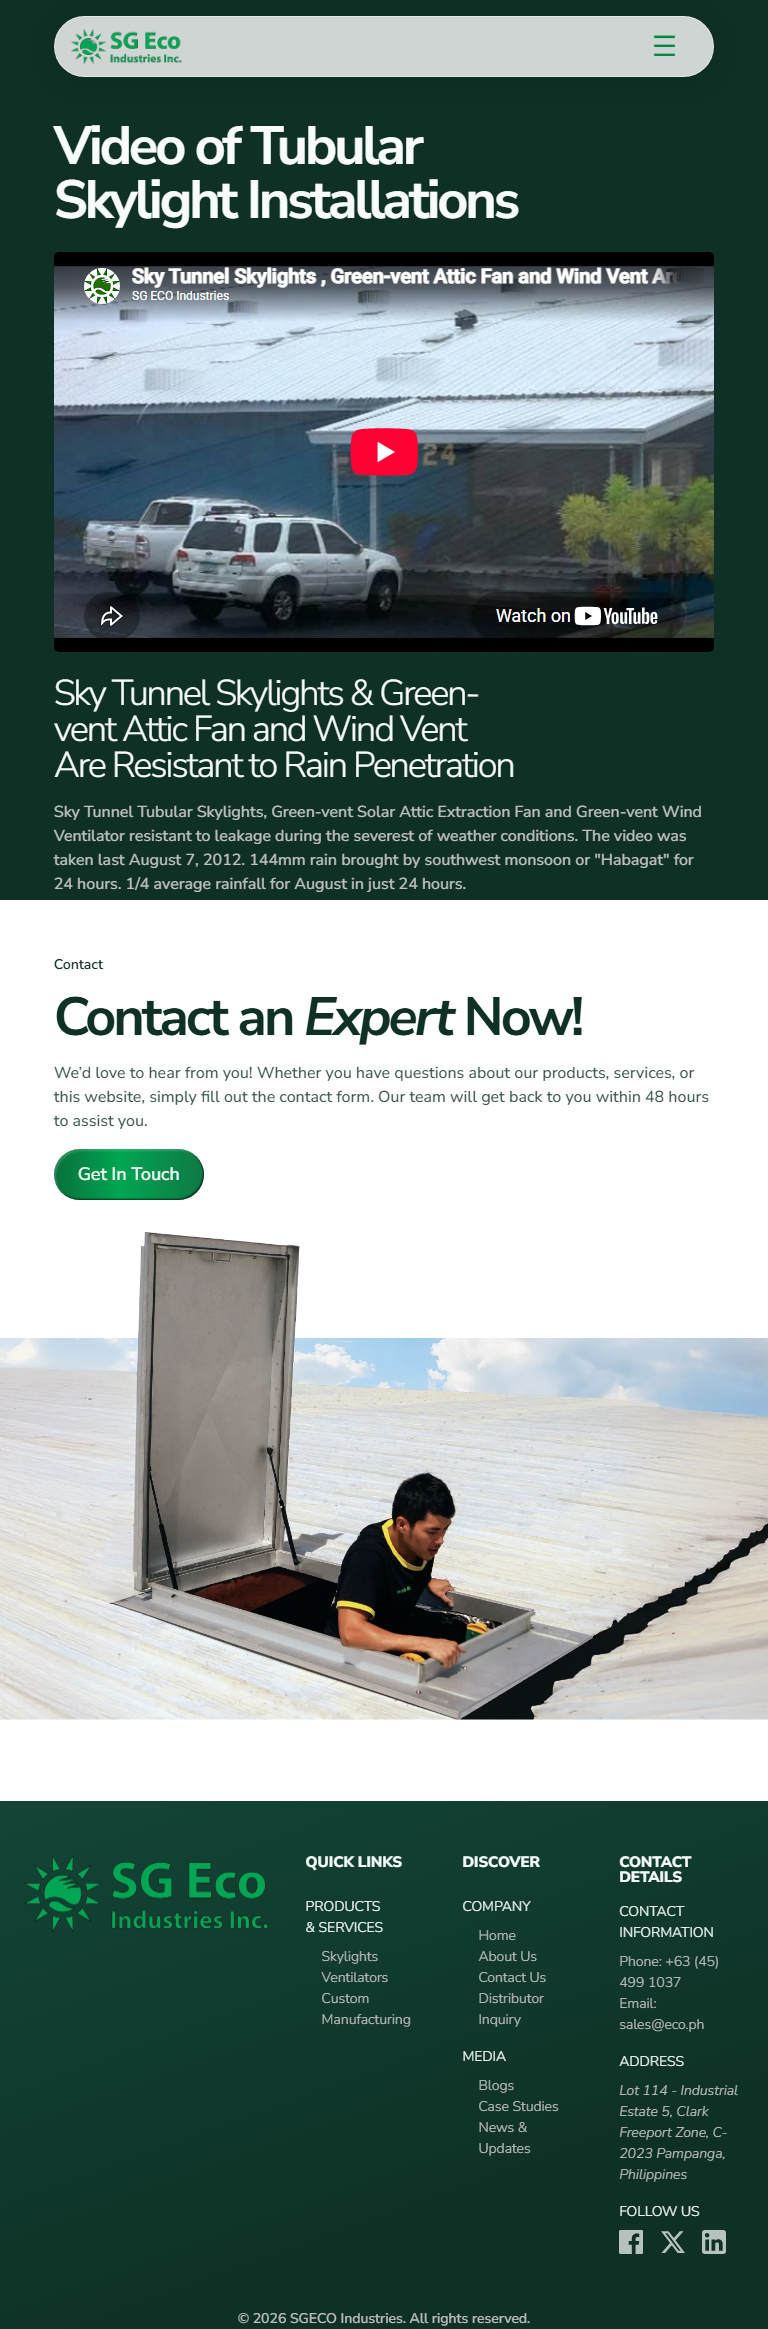 SG Eco
Industries Inc.
☰
Video of Tubular
Skylight Installations
Sky Tunnel Skylights , Green-vent Attic Fan and Wind Vent Are
SG ECO Industries
24
Watch on YouTube
Sky Tunnel Skylights & Green-
vent Attic Fan and Wind Vent
Are Resistant to Rain Penetration
Sky Tunnel Tubular Skylights, Green-vent Solar Attic Extraction Fan and Green-vent Wind
Ventilator resistant to leakage during the severest of weather conditions. The video was
taken last August 7, 2012. 144mm rain brought by southwest monsoon or "Habagat" for
24 hours. 1/4 average rainfall for August in just 24 hours.
Contact
Contact an Expert Now!
We’d love to hear from you! Whether you have questions about our products, services, or
this website, simply fill out the contact form. Our team will get back to you within 48 hours
to assist you.
Get In Touch
SG Eco
Industries Inc.
QUICK LINKS
PRODUCTS
& SERVICES
Skylights
Ventilators
Custom
Manufacturing
DISCOVER
COMPANY
Home
About Us
Contact Us
Distributor
Inquiry
MEDIA
Blogs
Case Studies
News &
Updates
CONTACT
DETAILS
CONTACT
INFORMATION
Phone: +63 (45)
499 1037
Email:
sales@eco.ph
ADDRESS
Lot 114 - Industrial
Estate 5, Clark
Freeport Zone, C-
2023 Pampanga,
Philippines
FOLLOW US
© 2026 SGECO Industries. All rights reserved.